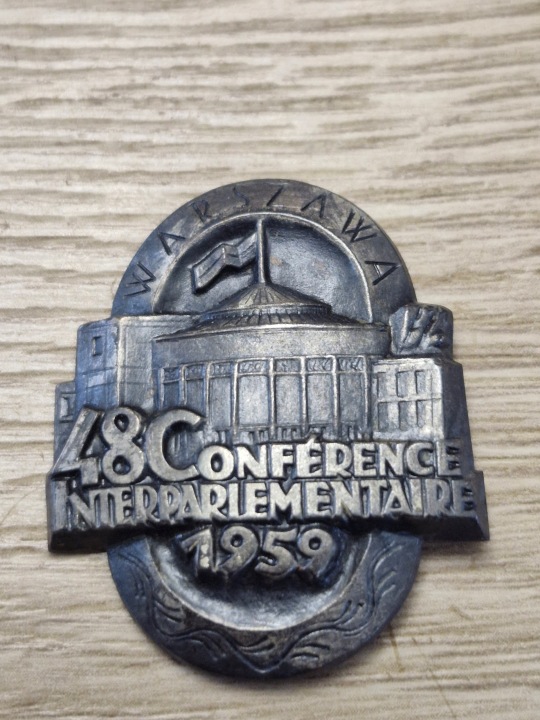 WARSZAWA
48 CONFÉRENCE
INTERPARLEMENTAIRE
1959